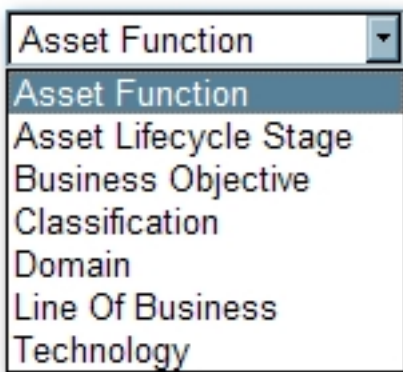 Asset Function
Asset Function
Asset Lifecycle Stage
Business Objective
Classification
Domain
Line Of Business
Technology